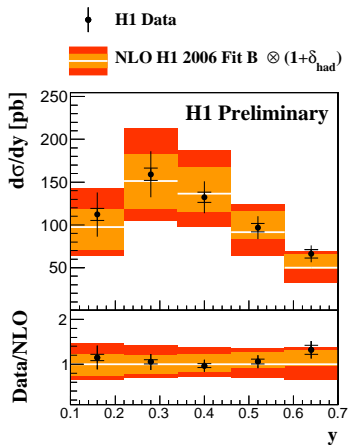 H1 Data
NLO H1 2006 Fit B ⊗ (1+δhad)
H1 Preliminary
dσ/dy [pb]
250
200
150
100
50
Data/NLO
2
1
0.1 0.2 0.3 0.4 0.5 0.6 0.7
y